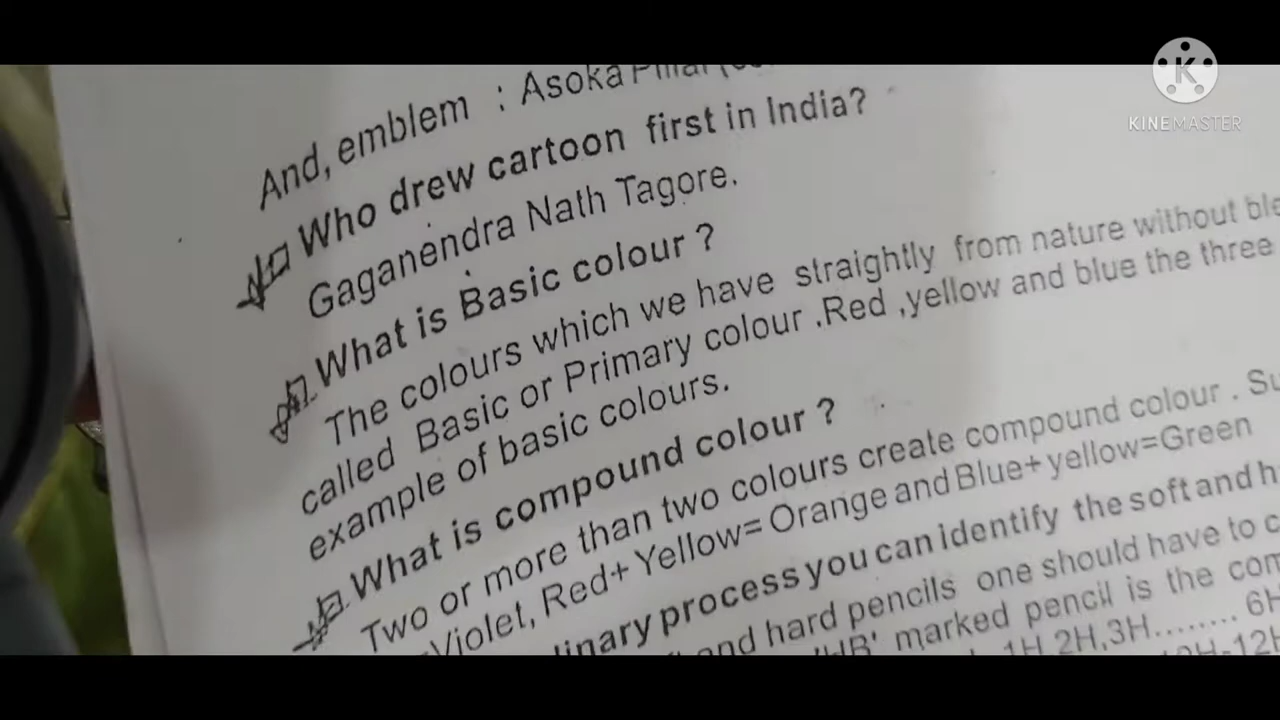 And, emblem : Asoka Pillar
Who drew cartoon first in India?
Gaganendra Nath Tagore.
What is Basic colour ?
The colours which we have straightly from nature without
called Basic or Primary colour .Red ,yellow and blue the three
example of basic colours.
What is compound colour ?
Two or more than two colours create compound colour .
Violet, Red+ Yellow= Orange and Blue+ yellow=Green
process you can identify the soft and
and hard pencils one should have to
'HB' marked pencil is the
1H,2H,3H........ 6H
KINEMASTER